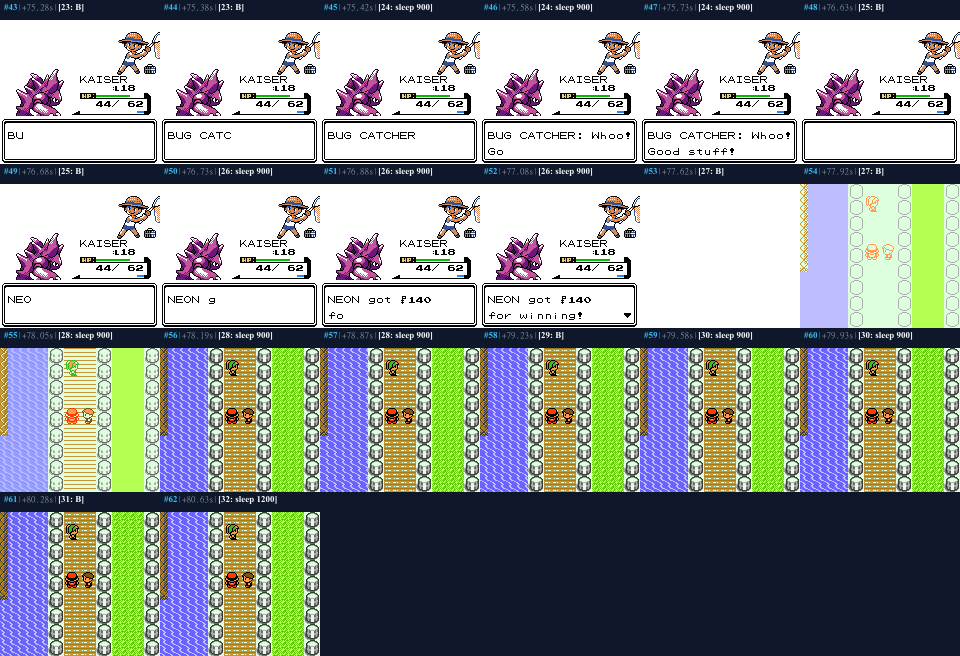 #43|+75.28s|[23: B]
KAISER
:L18
HP:
44/ 62
BU
#44|+75.38s|[23: B]
KAISER
:L18
HP:
44/ 62
BUG CATC
#45|+75.42s|[24: sleep 900]
KAISER
:L18
HP:
44/ 62
BUG CATCHER
#46|+75.58s|[24: sleep 900]
KAISER
:L18
HP:
44/ 62
BUG CATCHER: Whoo!
Go
#47|+75.73s|[24: sleep 900]
KAISER
:L18
HP:
44/ 62
BUG CATCHER: Whoo!
Good stuff!
#48|+76.63s|[25: B]
KAISER
:L18
HP:
44/ 62
#49|+76.68s|[25: B]
KAISER
:L18
HP:
44/ 62
NEO
#50|+76.73s|[26: sleep 900]
KAISER
:L18
HP:
44/ 62
NEON g
#51|+76.88s|[26: sleep 900]
KAISER
:L18
HP:
44/ 62
NEON got ₽140
fo
#52|+77.08s|[26: sleep 900]
KAISER
:L18
HP:
44/ 62
NEON got ₽140
for winning!
#53|+77.62s|[27: B]
#54|+77.92s|[27: B]
#55|+78.05s|[28: sleep 900]
#56|+78.19s|[28: sleep 900]
#57|+78.87s|[28: sleep 900]
#58|+79.23s|[29: B]
#59|+79.58s|[30: sleep 900]
#60|+79.93s|[30: sleep 900]
#61|+80.28s|[31: B]
#62|+80.63s|[32: sleep 1200]